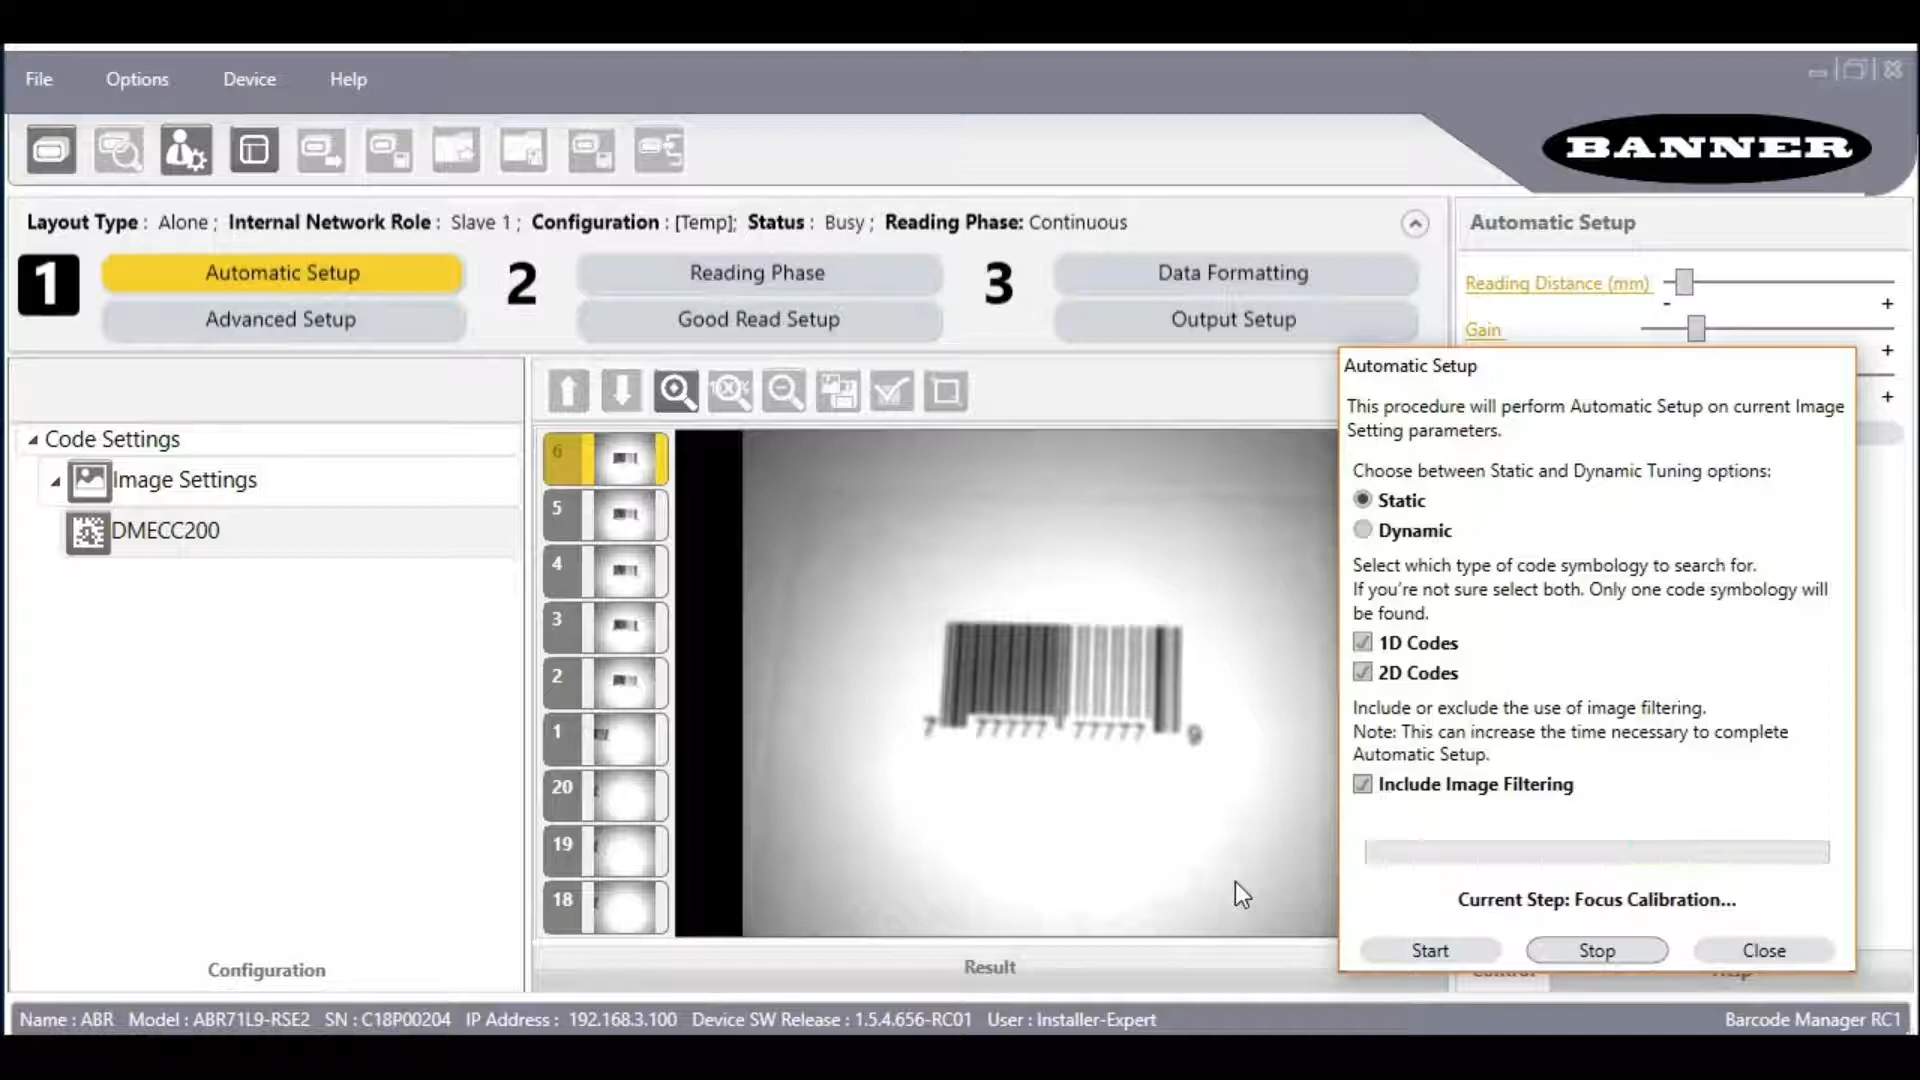 File Options Device Help
BANNER
Layout Type : Alone ; Internal Network Role : Slave 1 ; Configuration : [Temp]; Status : Busy ; Reading Phase: Continuous
Automatic Setup
1 Automatic Setup 2 Reading Phase 3 Data Formatting
Advanced Setup Good Read Setup Output Setup
Reading Distance (mm)
- +
Gain
+
+
Code Settings
Image Settings
DMECC200
Configuration
6
5
4
3
2
1
20
19
18
7 77777 77777 9
Result
Automatic Setup
This procedure will perform Automatic Setup on current Image
Setting parameters.
Choose between Static and Dynamic Tuning options:
Static
Dynamic
Select which type of code symbology to search for.
If you're not sure select both. Only one code symbology will
be found.
1D Codes
2D Codes
Include or exclude the use of image filtering.
Note: This can increase the time necessary to complete
Automatic Setup.
Include Image Filtering
Current Step: Focus Calibration...
Start Stop Close
Name : ABR Model : ABR71L9-RSE2 SN : C18P00204 IP Address : 192.168.3.100 Device SW Release : 1.5.4.656-RC01 User : Installer-Expert Barcode Manager RC1